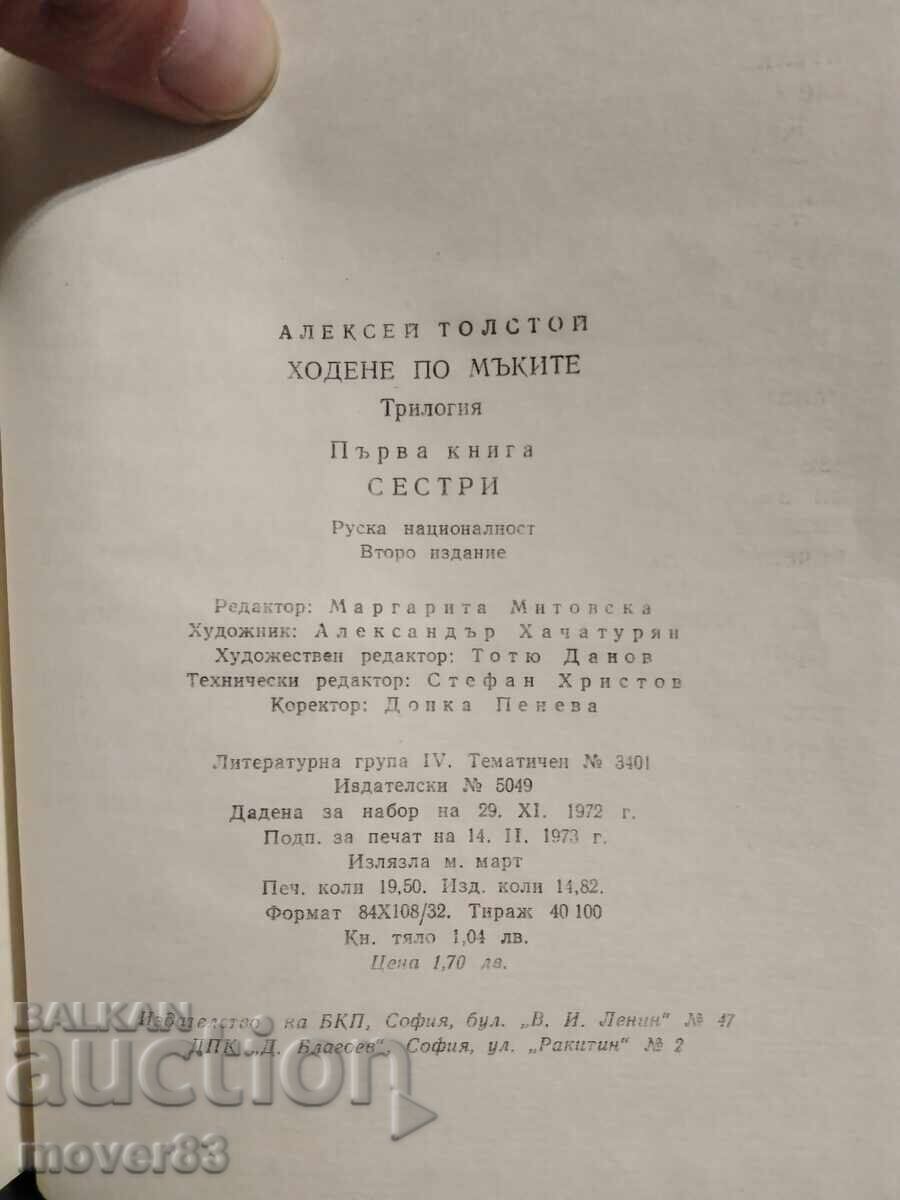 АЛЕКСЕЙ ТОЛСТОЙ
ХОДЕНЕ ПО МЪКИТЕ
Трилогия
Първа книга
СЕСТРИ
Руска националност
Второ издание
Редактор: Маргарита Митовска
Художник: Александър Хачатурян
Художествен редактор: Тотю Данов
Технически редактор: Стефан Христов
Коректор: Донка Пенева
Литературна група IV. Тематичен № 3401
Издателски № 5049
Дадена за набор на 29. XI. 1972 г.
Подп. за печат на 14. II. 1973 г.
Излязла м. март
Печ. коли 19,50. Изд. коли 14,82.
Формат 84X108/32. Тираж 40 100
Кн. тяло 1,04 лв.
Цена 1,70 лв.
Издателство на БКП, София, бул. „В. И. Ленин" № 47
ДПК „Д. Благоев", София, ул. „Ракитин" № 2
BALKAN
auction
mover83